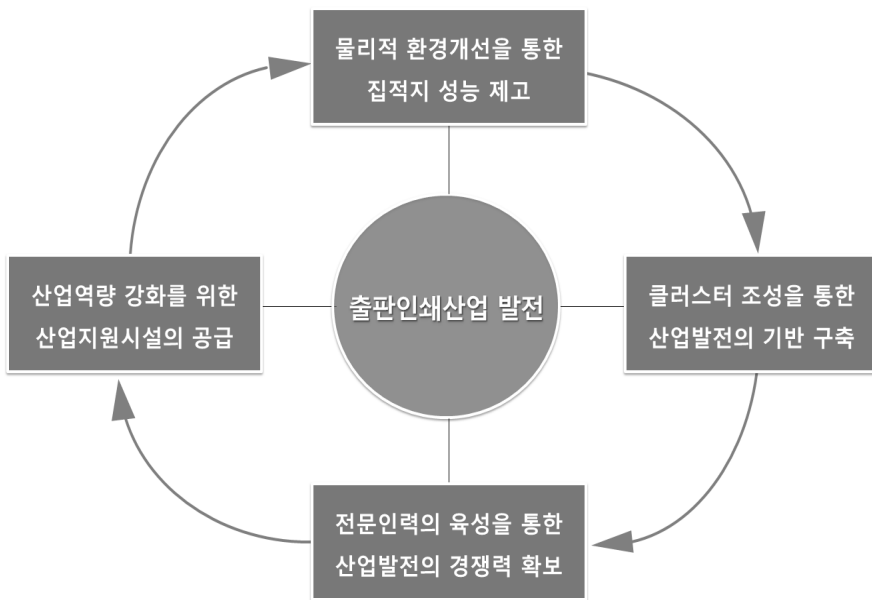 물리적 환경개선을 통한
집적지 성능 제고
산업역량 강화를 위한
산업지원시설의 공급
출판인쇄산업 발전
클러스터 조성을 통한
산업발전의 기반 구축
전문인력의 육성을 통한
산업발전의 경쟁력 확보